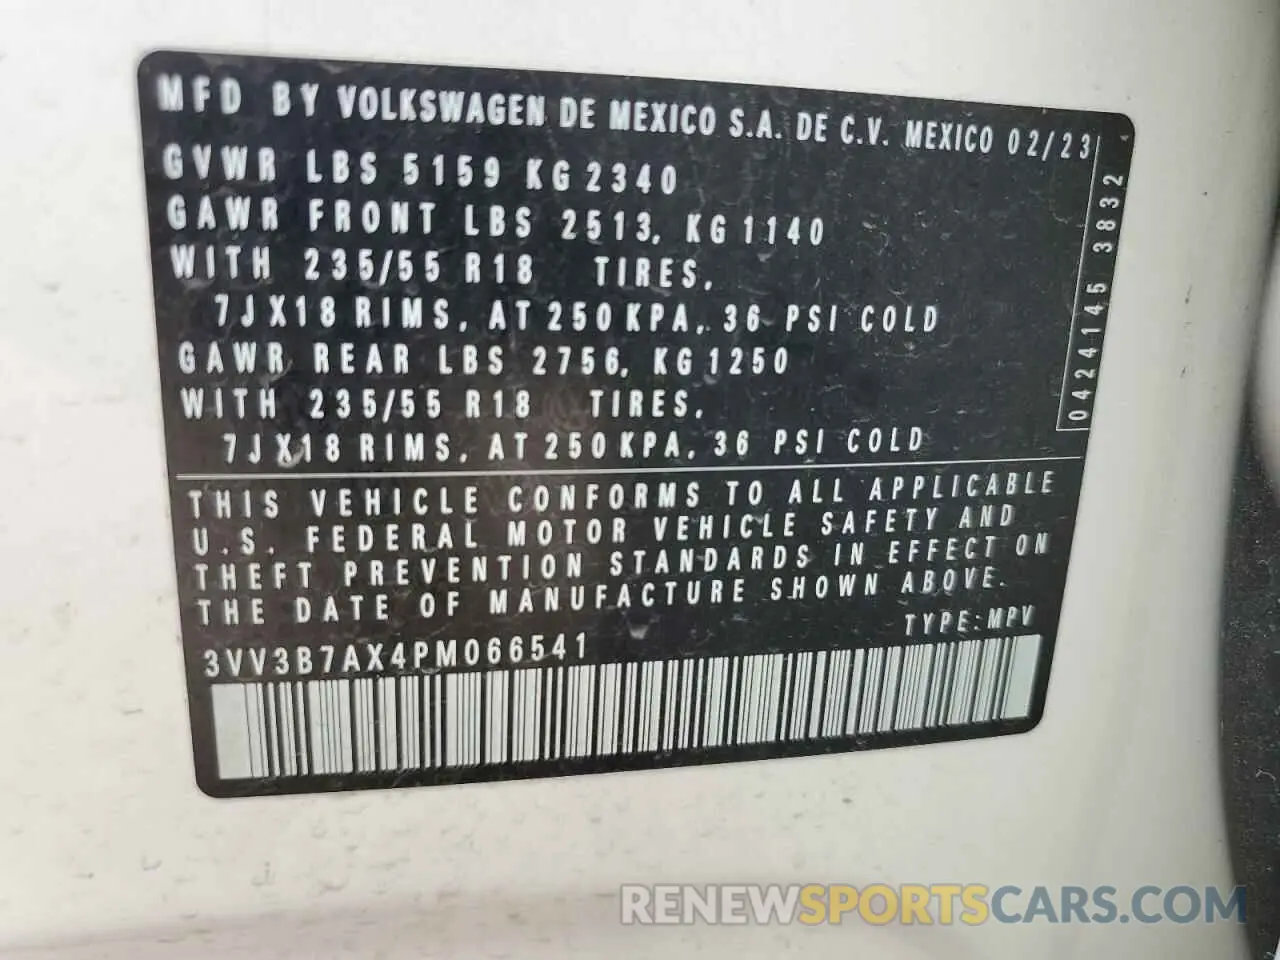 MFD BY VOLKSWAGEN DE MEXICO S.A. DE C.V. MEXICO 02/23
GVWR LBS 5159 KG 2340
GAWR FRONT LBS 2513, KG 1140
WITH 235/55 R18 TIRES,
7JX18 RIMS, AT 250 KPA, 36 PSI COLD
GAWR REAR LBS 2756, KG 1250
WITH 235/55 R18 TIRES,
7JX18 RIMS, AT 250 KPA, 36 PSI COLD
0424145 3832
THIS VEHICLE CONFORMS TO ALL APPLICABLE
U.S. FEDERAL MOTOR VEHICLE SAFETY AND
THEFT PREVENTION STANDARDS IN EFFECT ON
THE DATE OF MANUFACTURE SHOWN ABOVE.
TYPE: MPV
3VV3B7AX4PM066541
RENEWSPORTSCARS.COM